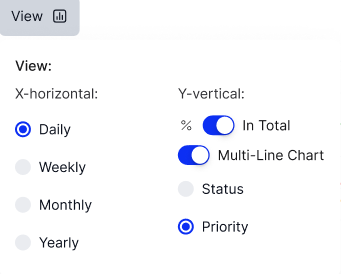 View
View:
X-horizontal:
Daily
Weekly
Monthly
Yearly
Y-vertical:
% In Total
Multi-Line Chart
Status
Priority